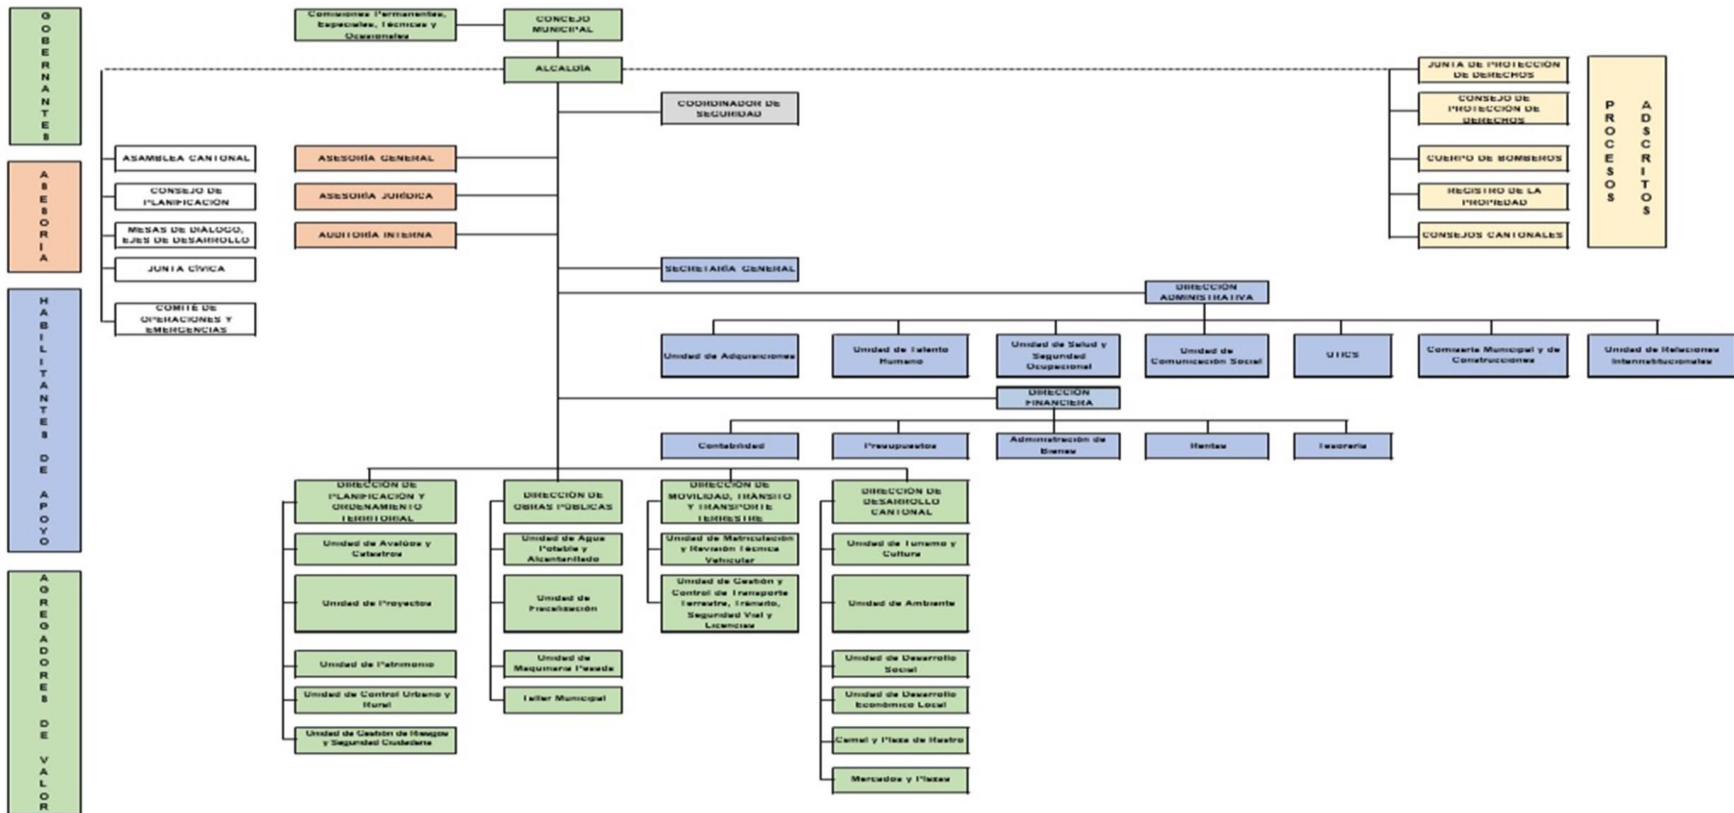 GOBERNANTES
Comisiones Permanentes,
Especiales, Técnicas y
Ocasionales
CONCEJO
MUNICIPAL
ALCALDÍA
COORDINADOR DE
SEGURIDAD
JUNTA DE PROTECCIÓN
DE DERECHOS
CONSEJO DE
PROTECCIÓN DE
DERECHOS
CUERPO DE BOMBEROS
REGISTRO DE LA
PROPIEDAD
CONSEJOS CANTONALES
PROCESOS
ADSCRITOS
ASESORIA
ASAMBLEA CANTONAL
CONSEJO DE
PLANIFICACIÓN
MESAS DE DIÁLOGO,
EJES DE DESARROLLO
JUNTA CÍVICA
COMITÉ DE
OPERACIONES Y
EMERGENCIAS
ASESORÍA GENERAL
ASESORÍA JURÍDICA
AUDITORÍA INTERNA
HABILITANTES DE APOYO
SECRETARÍA GENERAL
DIRECCIÓN
ADMINISTRATIVA
Unidad de Adquisiciones
Unidad de Talento
Humano
Unidad de Salud y
Seguridad
Ocupacional
Unidad de
Comunicación Social
UTICS
Comisaría Municipal y de
Construcciones
Unidad de Relaciones
DIRECCIÓN
FINANCIERA
Contabilidad
Presupuestos
Administración de
Bienes
Rentas
Tesorería
AGREGADORES DE VALOR
DIRECCIÓN DE
PLANIFICACIÓN Y
ORDENAMIENTO
TERRITORIAL
Unidad de Avalúos y
Catastros
Unidad de Proyectos
Unidad de Patrimonio
Unidad de Control Urbano y
Rural
Unidad de Gestión de Riesgos
y Seguridad Ciudadana
DIRECCIÓN DE
OBRAS PÚBLICAS
Unidad de Agua
Potable y
Alcantarillado
Unidad de
Fiscalización
Unidad de
Maquinaria Pesada
Taller Municipal
DIRECCIÓN DE
MOVILIDAD, TRÁNSITO
Y TRANSPORTE
TERRESTRE
Unidad de Matriculación
y Revisión Técnica
Vehicular
Unidad de Gestión y
Control de Transporte
Terrestre, Tránsito,
Seguridad Vial y
Licencias
DIRECCIÓN DE
DESARROLLO
CANTONAL
Unidad de Turismo y
Cultura
Unidad de Ambiente
Unidad de Desarrollo
Social
Unidad de Desarrollo
Económico Local
Camal y Plaza de Rastro
Mercados y Plazas